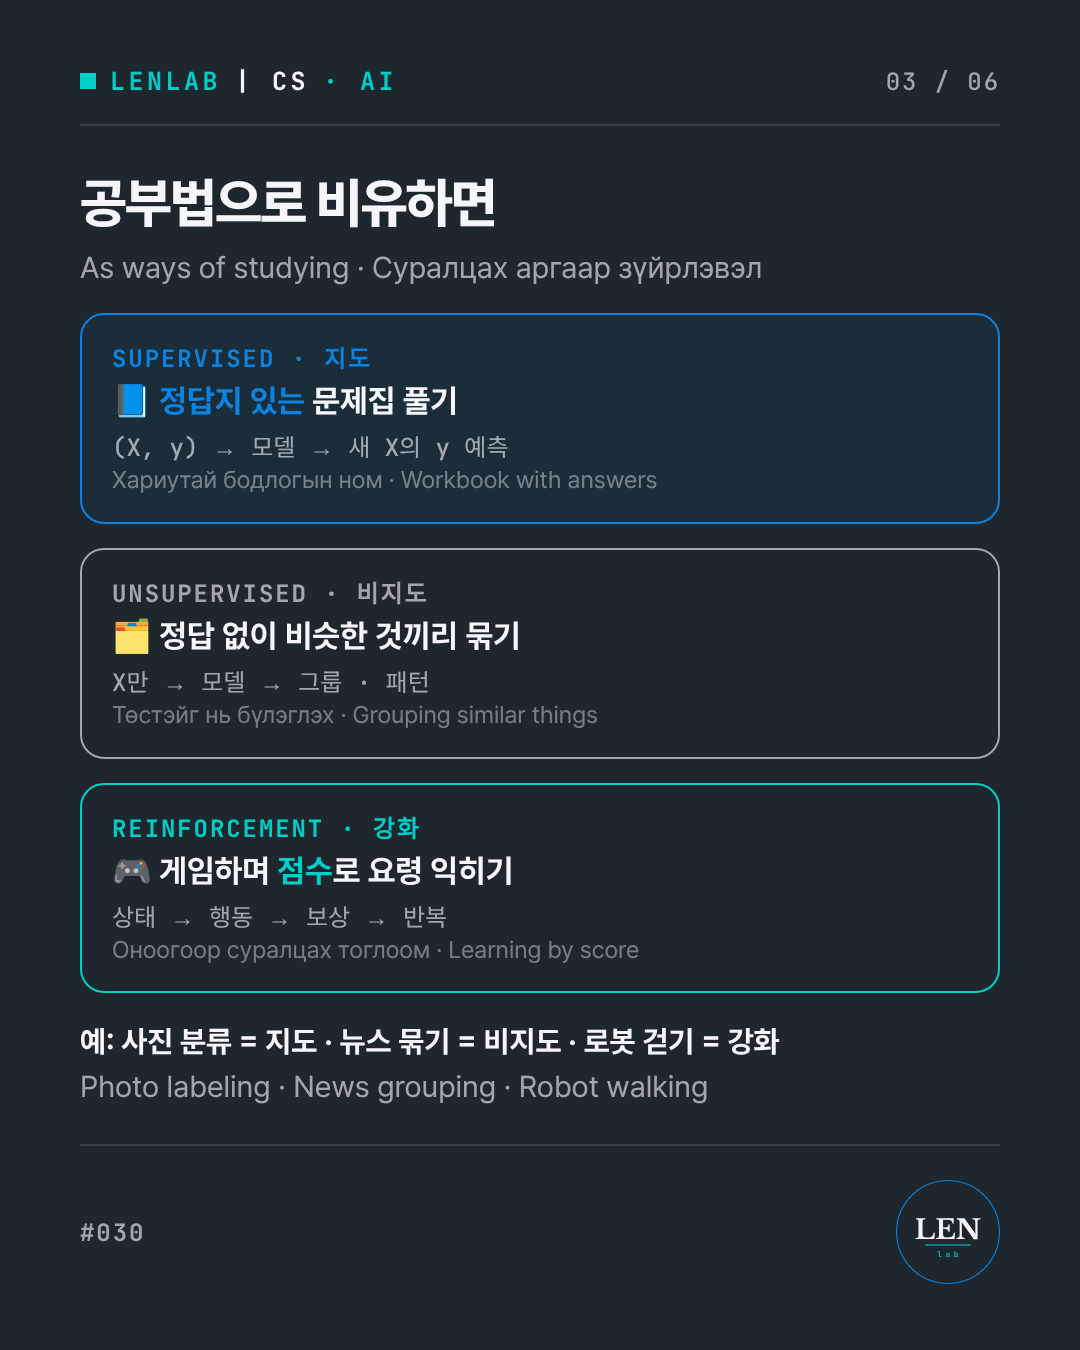 LENLAB | CS · AI
03 / 06
공부법으로 비유하면
As ways of studying · Суралцах аргаар зүйрлэвэл
SUPERVISED · 지도
📘 정답지 있는 문제집 풀기
(X, y) → 모델 → 새 X의 y 예측
Хариутай бодлогын ном · Workbook with answers
UNSUPERVISED · 비지도
🗂️ 정답 없이 비슷한 것끼리 묶기
X만 → 모델 → 그룹 · 패턴
Төстэйг нь бүлэглэх · Grouping similar things
REINFORCEMENT · 강화
🎮 게임하며 점수로 요령 익히기
상태 → 행동 → 보상 → 반복
Оноогоор суралцах тоглоом · Learning by score
예: 사진 분류 = 지도 · 뉴스 묶기 = 비지도 · 로봇 걷기 = 강화
Photo labeling · News grouping · Robot walking
#030
LEN
lab